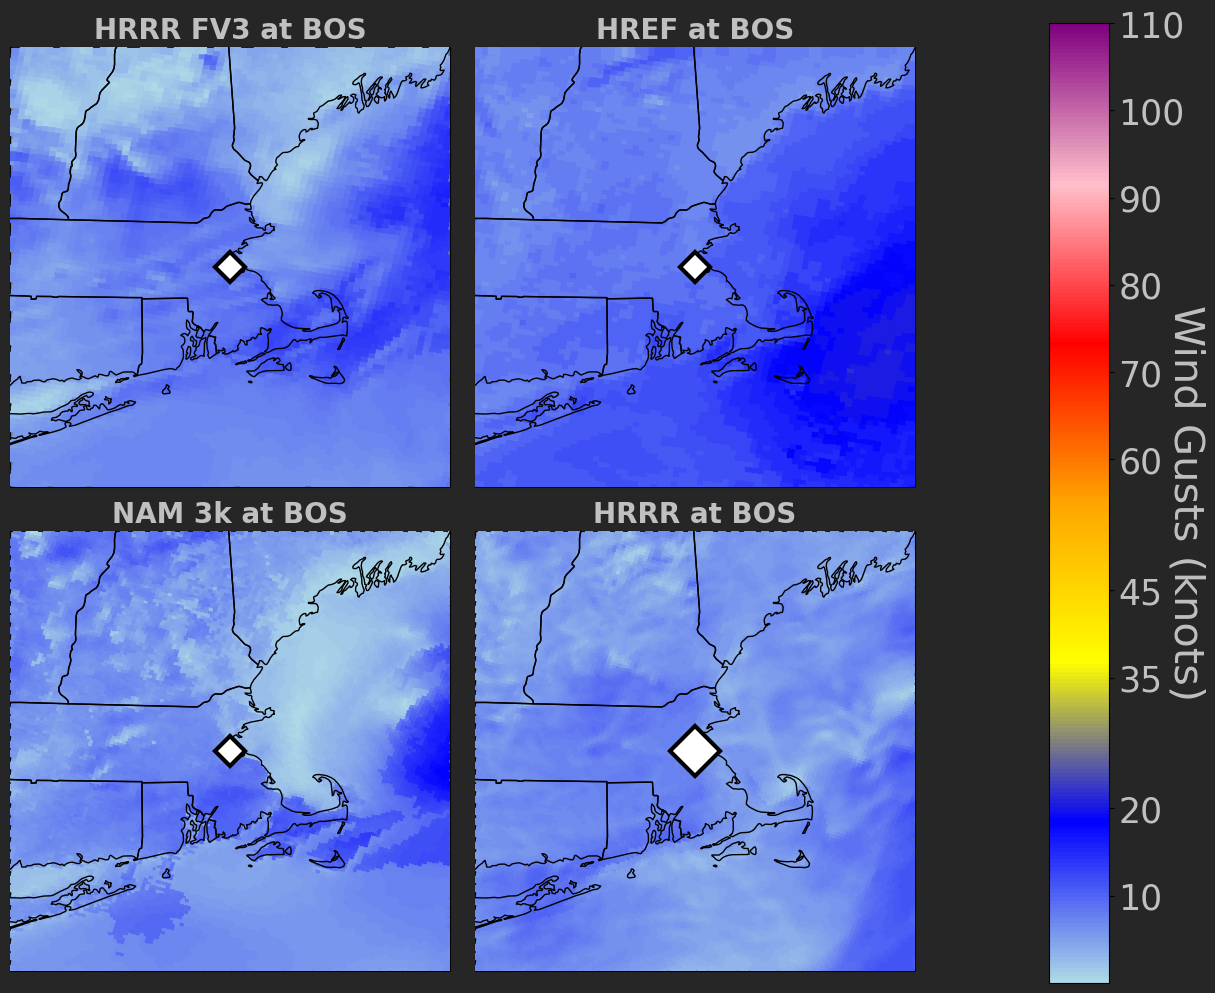 HRRR FV3 at BOS
HREF at BOS
NAM 3k at BOS
HRRR at BOS
110
100
90
80
70
60
45
35
20
10
Wind Gusts (knots)